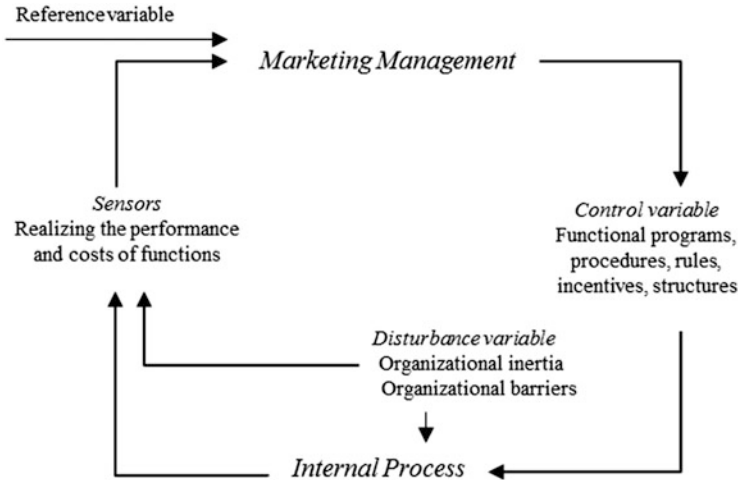 Reference variable
Marketing Management
Sensors
Realizing the performance
and costs of functions
Control variable
Functional programs,
procedures, rules,
incentives, structures
Disturbance variable
Organizational inertia
Organizational barriers
Internal Process